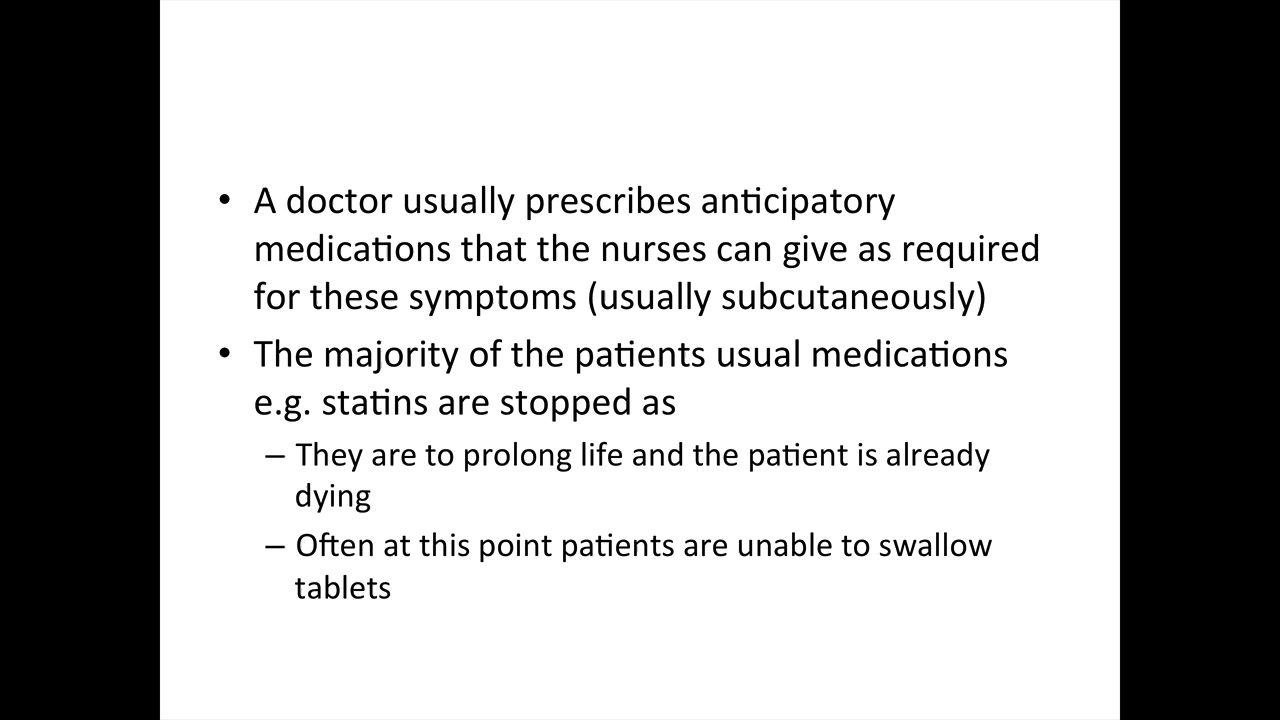 • A doctor usually prescribes anticipatory
medications that the nurses can give as required
for these symptoms (usually subcutaneously)
• The majority of the patients usual medications
e.g. statins are stopped as
– They are to prolong life and the patient is already
dying
– Often at this point patients are unable to swallow
tablets